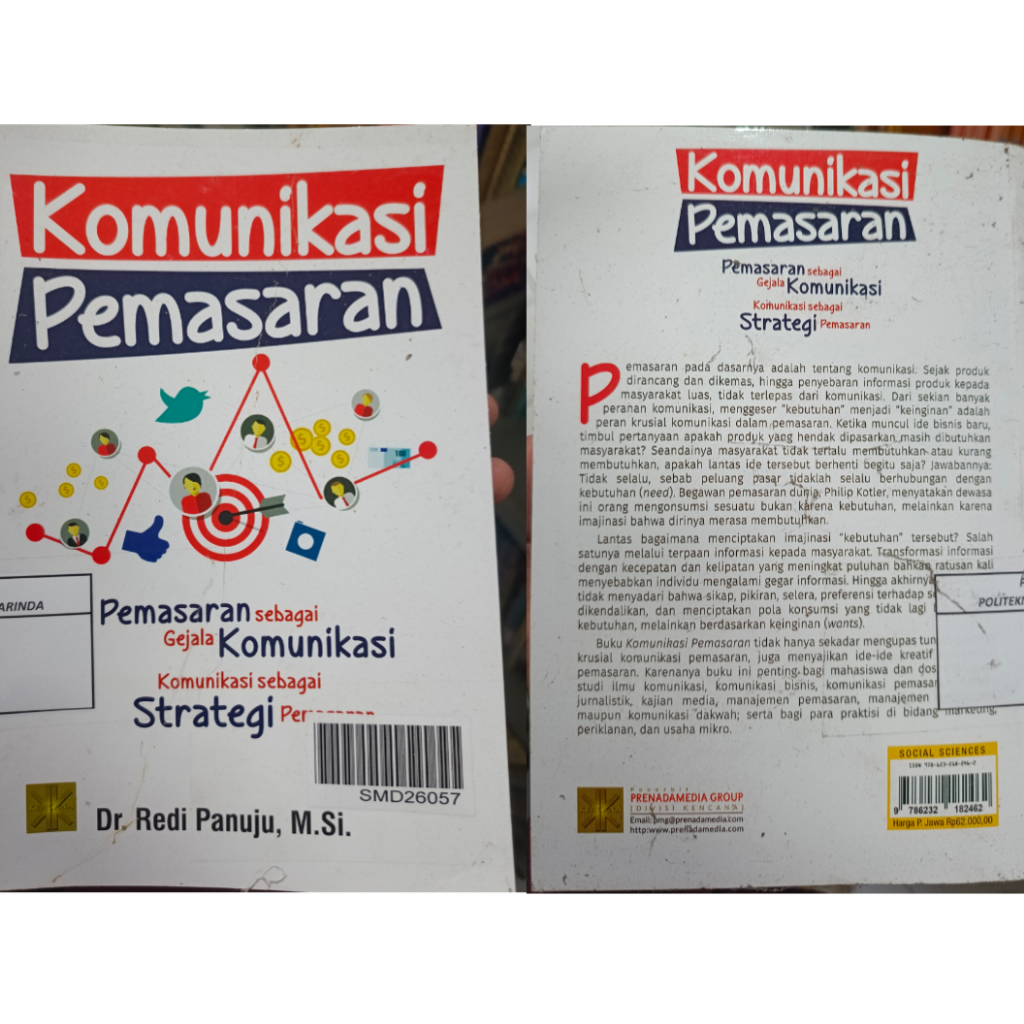 Komunikasi
Pemasaran
ARINDA
Pemasaran sebagai
Gejala Komunikasi
Komunikasi sebagai
Strategi
SMD26057
Dr. Redi Panuju, M.Si.
Komunikasi
Pemasaran
Pemasaran sebagai
Gejala Komunikasi
Komunikasi sebagai
Strategi Pemasaran
Pemasaran pada dasarnya adalah tentang komunikasi. Sejak produk
dirancang dan dikemas, hingga penyebaran informasi produk kepada
masyarakat luas, tidak terlepas dari komunikasi. Dari sekian banyak
peranan komunikasi, menggeser "kebutuhan" menjadi "keinginan" adalah
peran krusial komunikasi dalam pemasaran. Ketika muncul ide bisnis baru,
timbul pertanyaan apakah produk yang hendak dipasarkan masih dibutuhkan
masyarakat? Seandainya masyarakat tidak terlalu membutuhkan atau kurang
membutuhkan, apakah lantas ide tersebut berhenti begitu saja? Jawabannya:
Tidak selalu, sebab peluang pasar tidaklah selalu berhubungan dengan
kebutuhan (need). Begawan pemasaran dunia, Philip Kotler, menyatakan dewasa
ini orang mengonsumsi sesuatu bukan karena kebutuhan, melainkan karena
imajinasi bahwa dirinya merasa membutuhkan.
Lantas bagaimana menciptakan imajinasi "kebutuhan" tersebut? Salah
satunya melalui terpaan informasi kepada masyarakat. Transformasi informasi
dengan kecepatan dan kelipatan yang meningkat puluhan bahkan ratusan kali
menyebabkan individu mengalami gegar informasi. Hingga akhirnya
tidak menyadari bahwa sikap, pikiran, selera, preferensi terhadap
dikendalikan, dan menciptakan pola konsumsi yang tidak lagi
kebutuhan, melainkan berdasarkan keinginan (wants).
Buku Komunikasi Pemasaran tidak hanya sekadar mengupas
krusial komunikasi pemasaran, juga menyajikan ide-ide kreatif
pemasaran. Karenanya buku ini penting bagi mahasiswa dan
studi ilmu komunikasi, komunikasi bisnis, komunikasi
jurnalistik, kajian media, manajemen pemasaran, manajemen
maupun komunikasi dakwah; serta bagi para praktisi di bidang marketing,
periklanan, dan usaha mikro.
Penerbit
PRENADAMEDIA GROUP
[DIVISI KENCANA]
Email: pmg@prenadamedia.com
http:www.prenadamedia.com
SOCIAL SCIENCES
ISBN 978-623-218-246-2
9 786232 182462
Harga P. Jawa Rp62.000,00